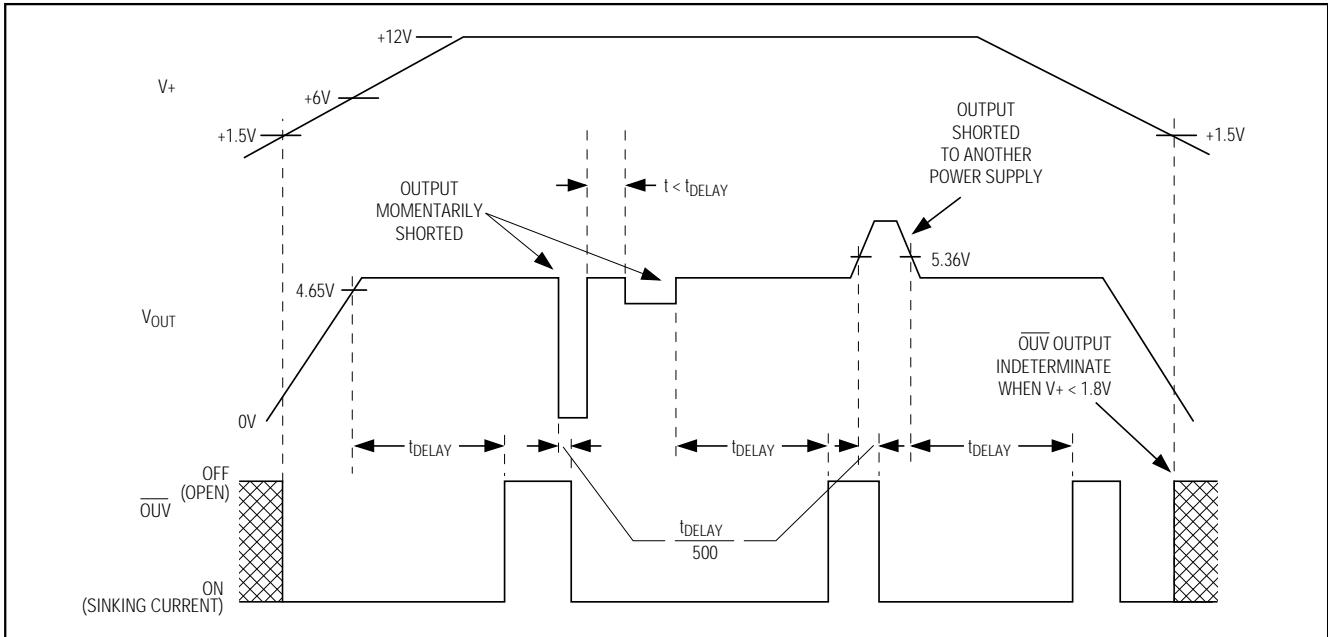 +12V
V+
+6V
+1.5V
+1.5V
OUTPUT
SHORTED
TO ANOTHER
POWER SUPPLY
t < tDELAY
OUTPUT
MOMENTARILY
SHORTED
4.65V
5.36V
VOUT
OUV OUTPUT
INDETERMINATE
WHEN V+ < 1.8V
0V
tDELAY
tDELAY
tDELAY
OFF
(OPEN)
OUV
tDELAY
500
ON
(SINKING CURRENT)